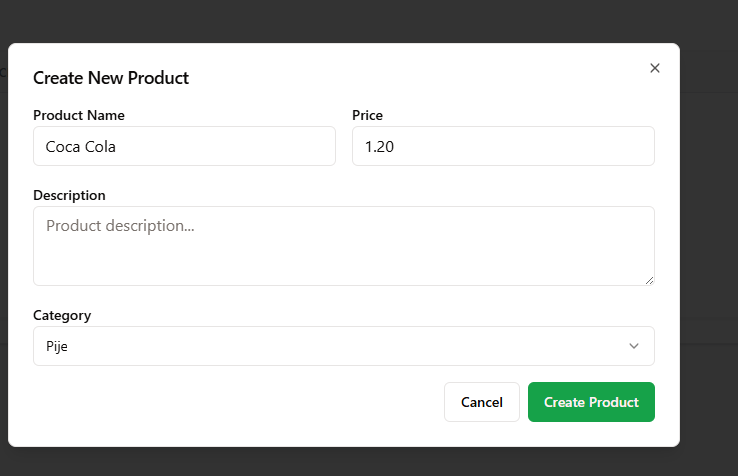 Create New Product
Product Name
Price
Coca Cola
1.20
Description
Product description...
Category
Pije
Cancel
Create Product